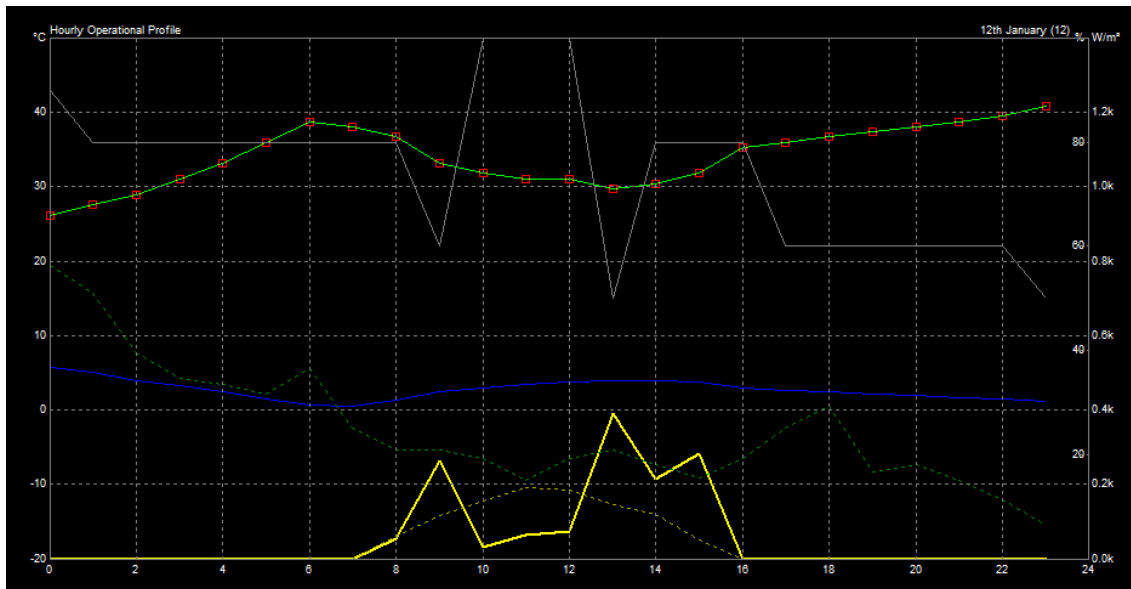 Hourly Operational Profile
12th January (12)
°C
% W/m²
40
30
20
10
0
-10
-20
1.2k
1.0k
0.8k
0.6k
0.4k
0.2k
0.0k
80
60
40
20
0 2 4 6 8 10 12 14 16 18 20 22 24